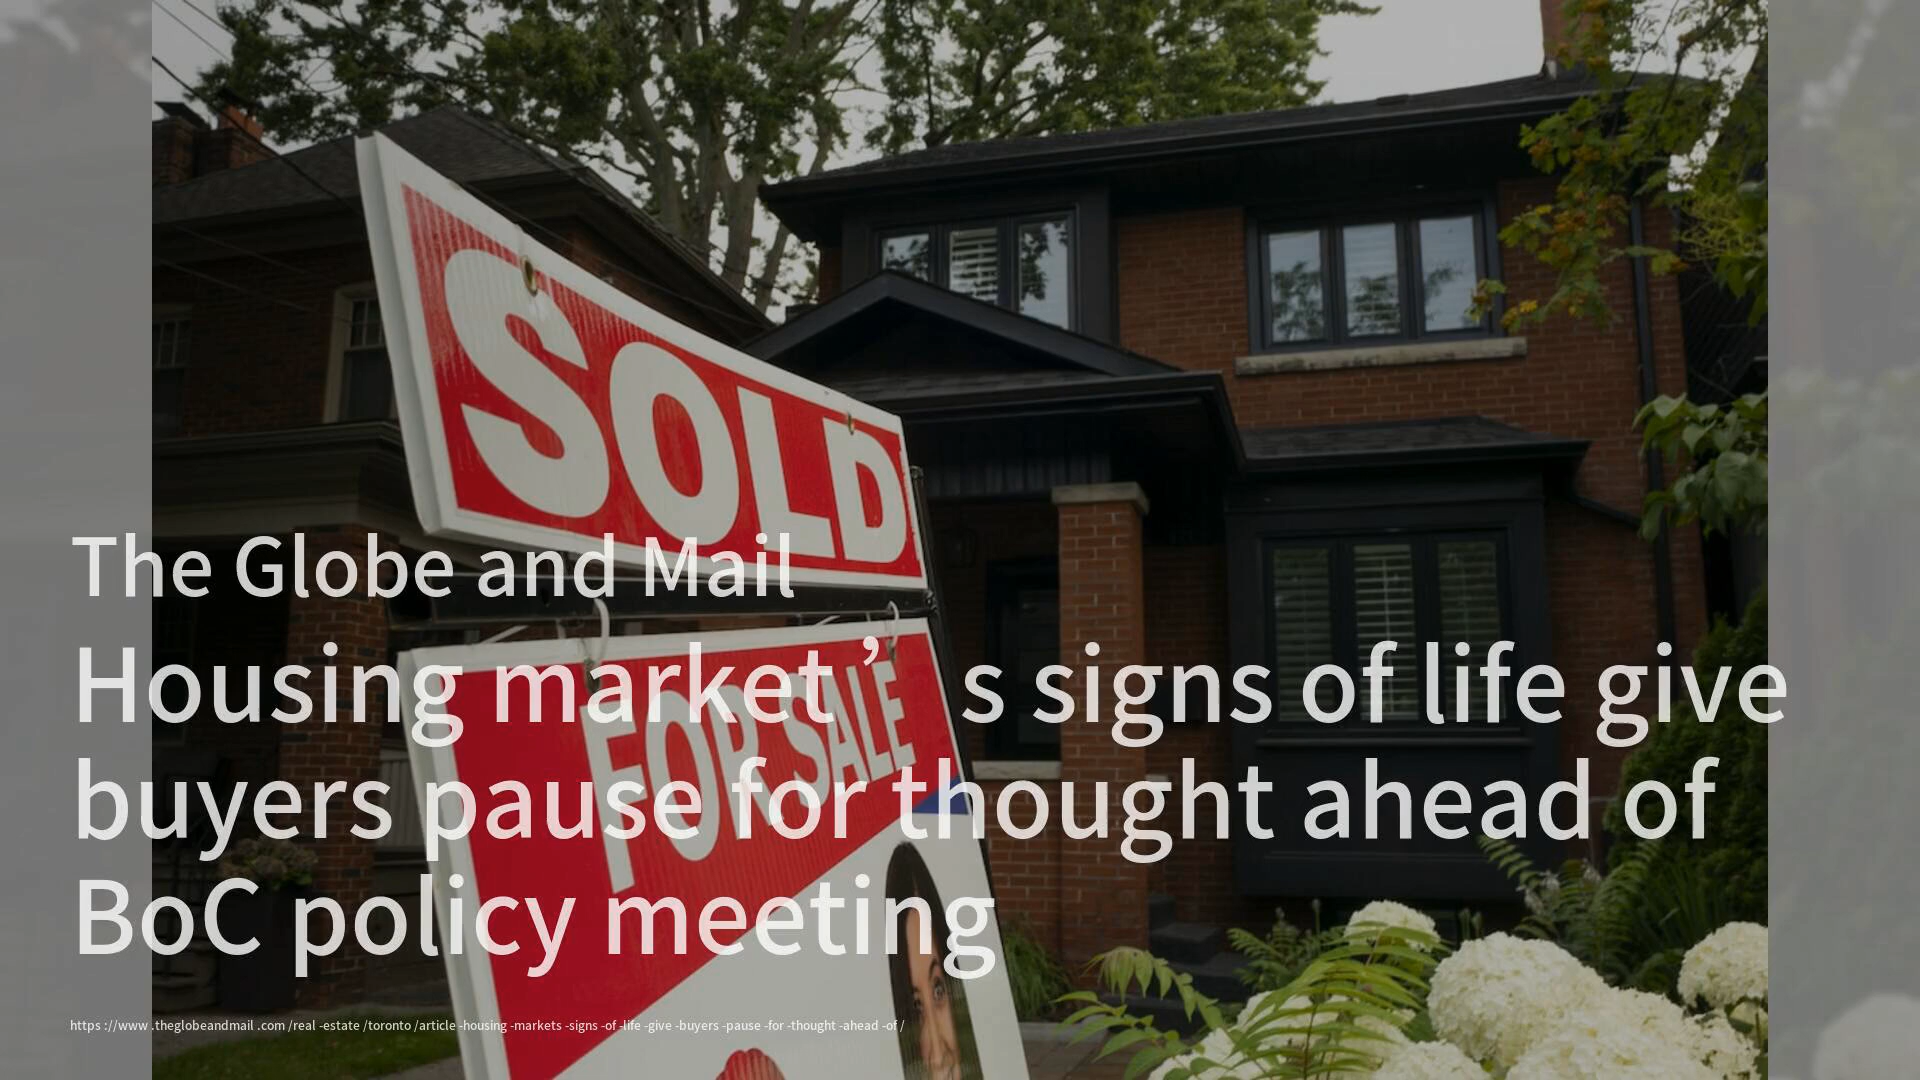 SOLD
The Globe and Mail
FOR SALE
Housing market’s signs of life give
buyers pause for thought ahead of
BoC policy meeting
https://www.theglobeandmail.com/real-estate/toronto/article-housing-markets-signs-of-life-give-buyers-pause-for-thought-ahead-of/